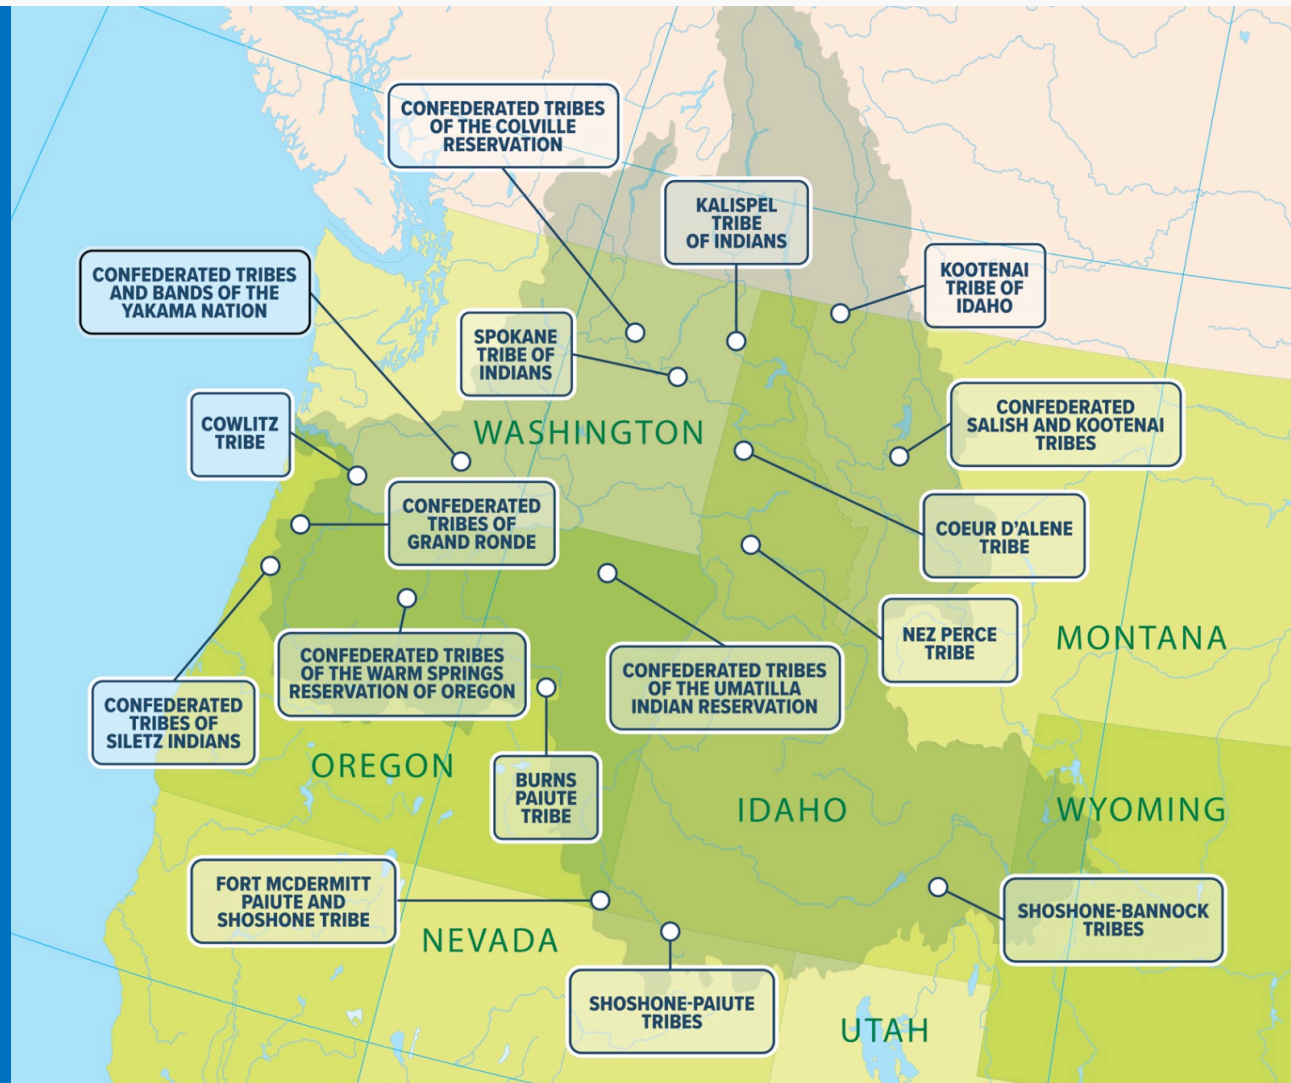 CONFEDERATED TRIBES
OF THE COLVILLE
RESERVATION
KALISPEL
TRIBE
OF INDIANS
CONFEDERATED TRIBES
AND BANDS OF THE
YAKAMA NATION
KOOTENAI
TRIBE OF
IDAHO
SPOKANE
TRIBE OF
INDIANS
COWLITZ
TRIBE
WASHINGTON
CONFEDERATED
SALISH AND KOOTENAI
TRIBES
CONFEDERATED
TRIBES OF
GRAND RONDE
COEUR D'ALENE
TRIBE
NEZ PERCE
TRIBE
MONTANA
CONFEDERATED TRIBES
OF THE WARM SPRINGS
RESERVATION OF OREGON
CONFEDERATED TRIBES
OF THE UMATILLA
INDIAN RESERVATION
CONFEDERATED
TRIBES OF
SILETZ INDIANS
OREGON
BURNS
PAIUTE
TRIBE
IDAHO
WYOMING
FORT MCDERMITT
PAIUTE AND
SHOSHONE TRIBE
NEVADA
SHOSHONE-BANNOCK
TRIBES
SHOSHONE-PAIUTE
TRIBES
UTAH